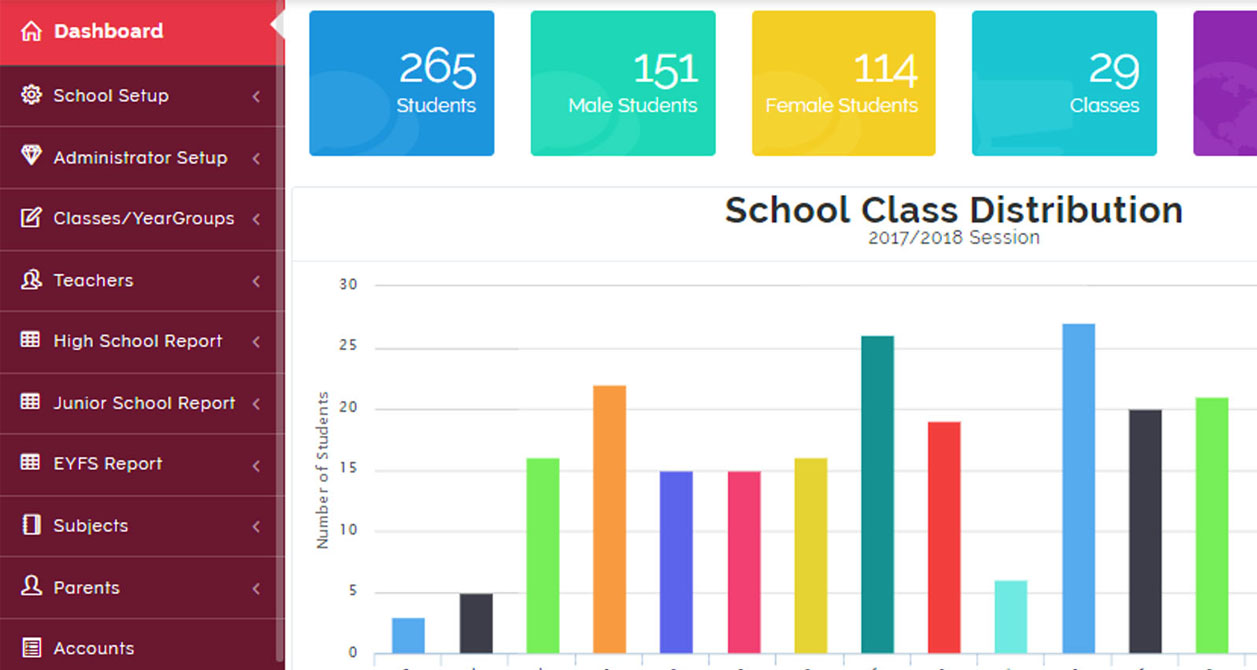 Dashboard
School Setup
Administrator Setup
Classes/YearGroups
Teachers
High School Report
Junior School Report
EYFS Report
Subjects
Parents
Accounts
265
Students
151
Male Students
114
Female Students
29
Classes
School Class Distribution
2017/2018 Session
Number of Students
30
25
20
15
10
5
0